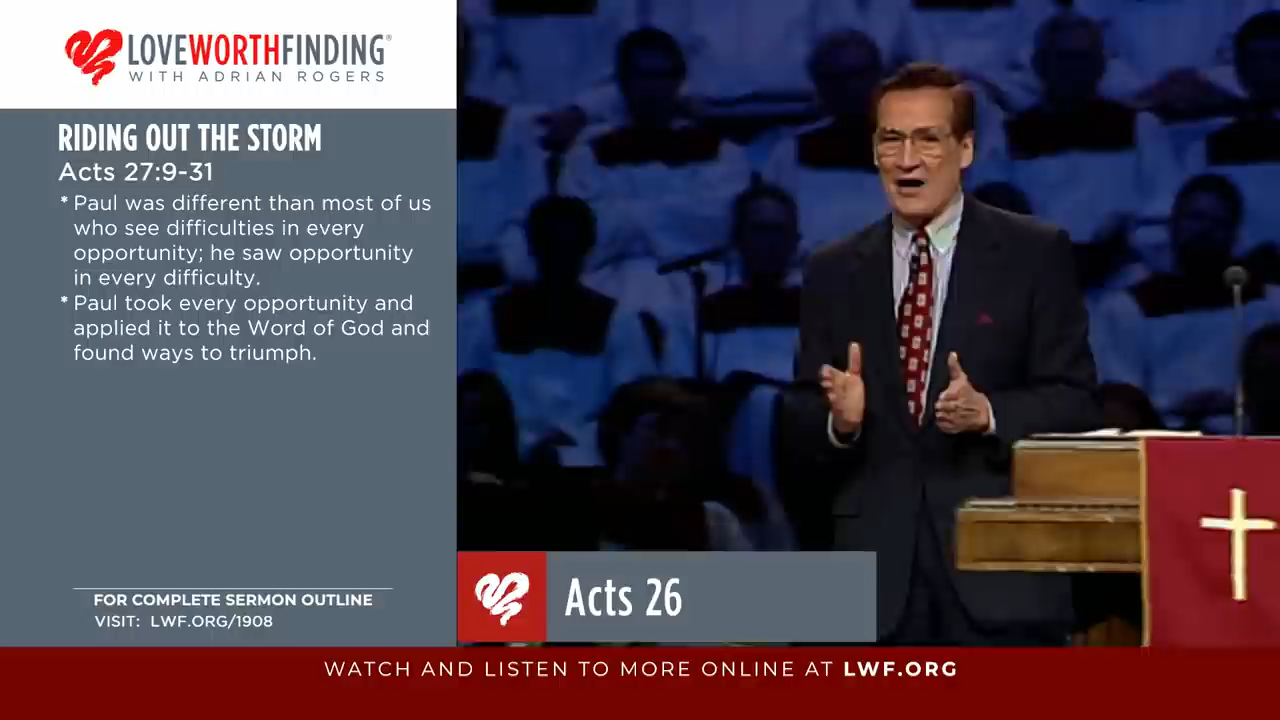 LOVEWORTHFINDING®
WITH ADRIAN ROGERS
RIDING OUT THE STORM
Acts 27:9-31
* Paul was different than most of us
who see difficulties in every
opportunity; he saw opportunity
in every difficulty.
* Paul took every opportunity and
applied it to the Word of God and
found ways to triumph.
FOR COMPLETE SERMON OUTLINE
VISIT: LWF.ORG/1908
Acts 26
WATCH AND LISTEN TO MORE ONLINE AT LWF.ORG